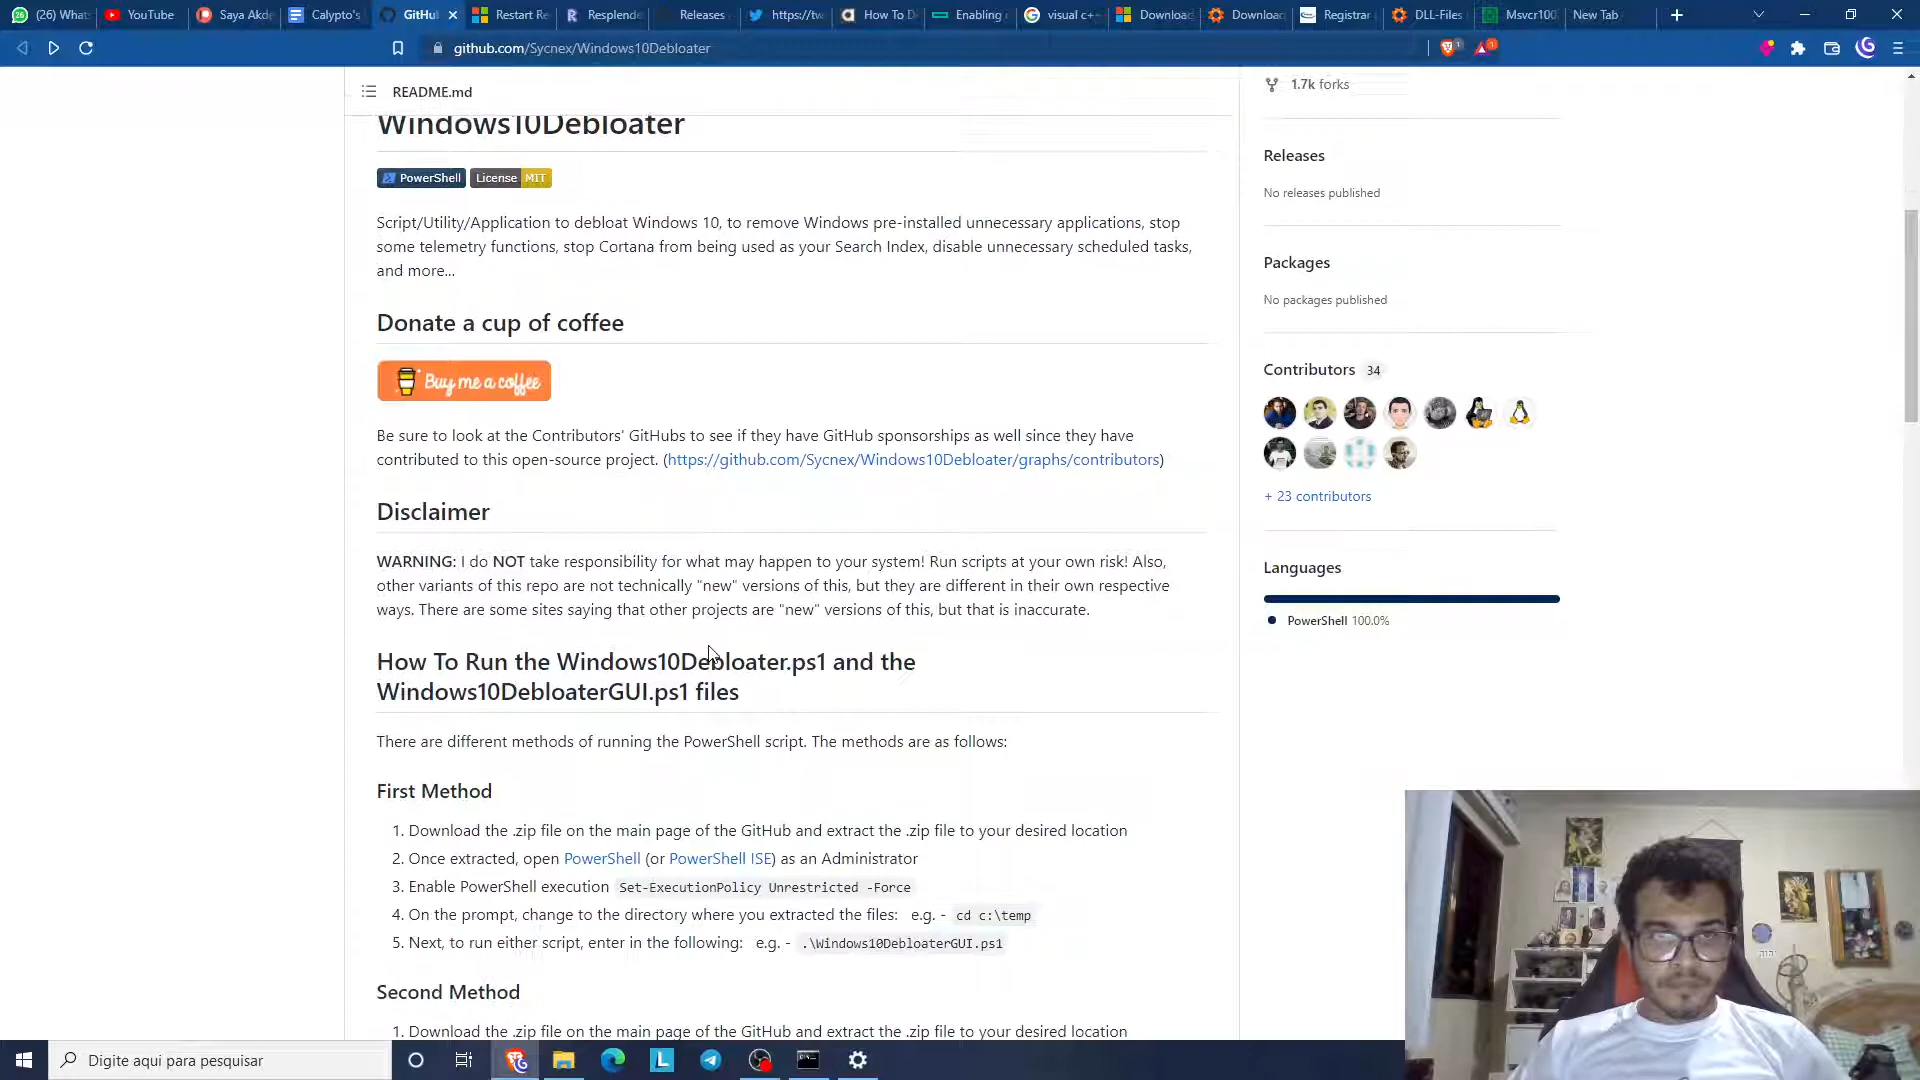 (26) Whats
YouTube
Saya Akde
Calypto's
GitHu
Restart Re
Resplende
Releases
https://tw
How To D
Enabling
visual c+
Download
Downloa
Registrar
DLL-Files
Msvcr100
New Tab
github.com/Sycnex/Windows10Debloater
README.md
1.7k forks
Windows10Debloater
PowerShell License MIT
Script/Utility/Application to debloat Windows 10, to remove Windows pre-installed unnecessary applications, stop
some telemetry functions, stop Cortana from being used as your Search Index, disable unnecessary scheduled tasks,
and more...
Donate a cup of coffee
Buy me a coffee
Be sure to look at the Contributors' GitHubs to see if they have GitHub sponsorships as well since they have
contributed to this open-source project. (https://github.com/Sycnex/Windows10Debloater/graphs/contributors)
Disclaimer
WARNING: I do NOT take responsibility for what may happen to your system! Run scripts at your own risk! Also,
other variants of this repo are not technically "new" versions of this, but they are different in their own respective
ways. There are some sites saying that other projects are "new" versions of this, but that is inaccurate.
How To Run the Windows10Debloater.ps1 and the
Windows10DebloaterGUI.ps1 files
There are different methods of running the PowerShell script. The methods are as follows:
First Method
1. Download the .zip file on the main page of the GitHub and extract the .zip file to your desired location
2. Once extracted, open PowerShell (or PowerShell ISE) as an Administrator
3. Enable PowerShell execution Set-ExecutionPolicy Unrestricted -Force
4. On the prompt, change to the directory where you extracted the files: e.g. - cd c:\temp
5. Next, to run either script, enter in the following: e.g. - .\Windows10DebloaterGUI.ps1
Second Method
1. Download the .zip file on the main page of the GitHub and extract the .zip file to your desired location
Releases
No releases published
Packages
No packages published
Contributors 34
+ 23 contributors
Languages
PowerShell 100.0%
יהוה
Digite aqui para pesquisar